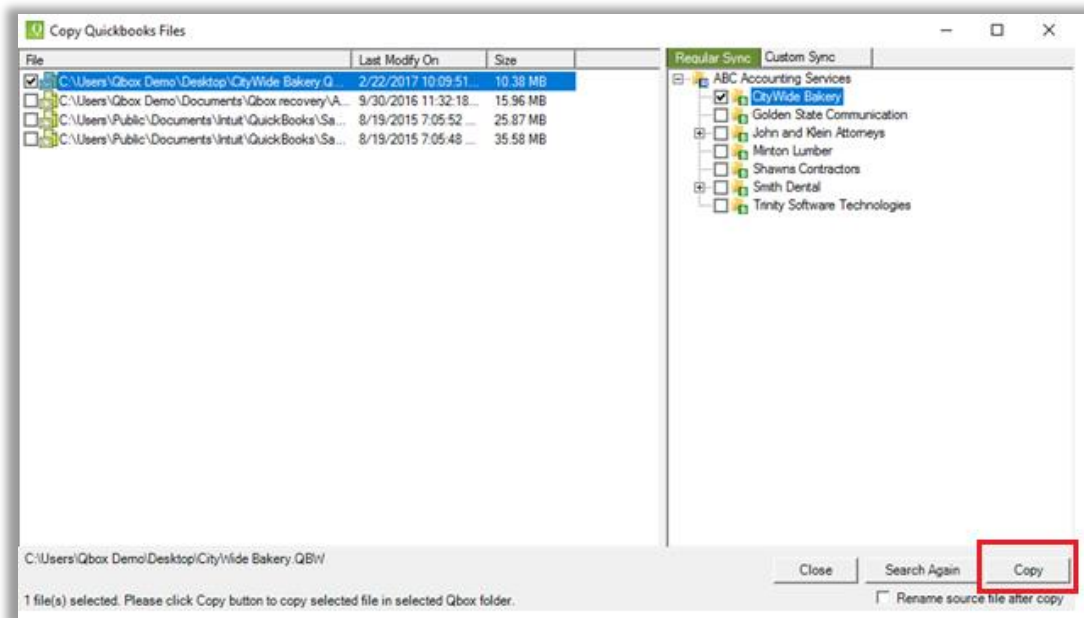 Copy Quickbooks Files
File Last Modify On Size
C:\Users\Qbox Demo\Desktop\CityWide Bakery.Q... 2/22/2017 10:09:51... 10.38 MB
C:\Users\Qbox Demo\Documents\Qbox recovery\A... 9/30/2016 11:32:18... 15.96 MB
C:\Users\Public\Documents\Intuit\QuickBooks\Sa... 8/19/2015 7:05:52 ... 25.87 MB
C:\Users\Public\Documents\Intuit\QuickBooks\Sa... 8/19/2015 7:05:48 ... 35.58 MB
Regular Sync Custom Sync
ABC Accounting Services
CityWide Bakery
Golden State Communication
John and Klein Attorneys
Minton Lumber
Shawns Contractors
Smith Dental
Trinity Software Technologies
C:\Users\Qbox Demo\Desktop\CityWide Bakery.QBW
Close Search Again Copy
1 file(s) selected. Please click Copy button to copy selected file in selected Qbox folder.
Rename source file after copy